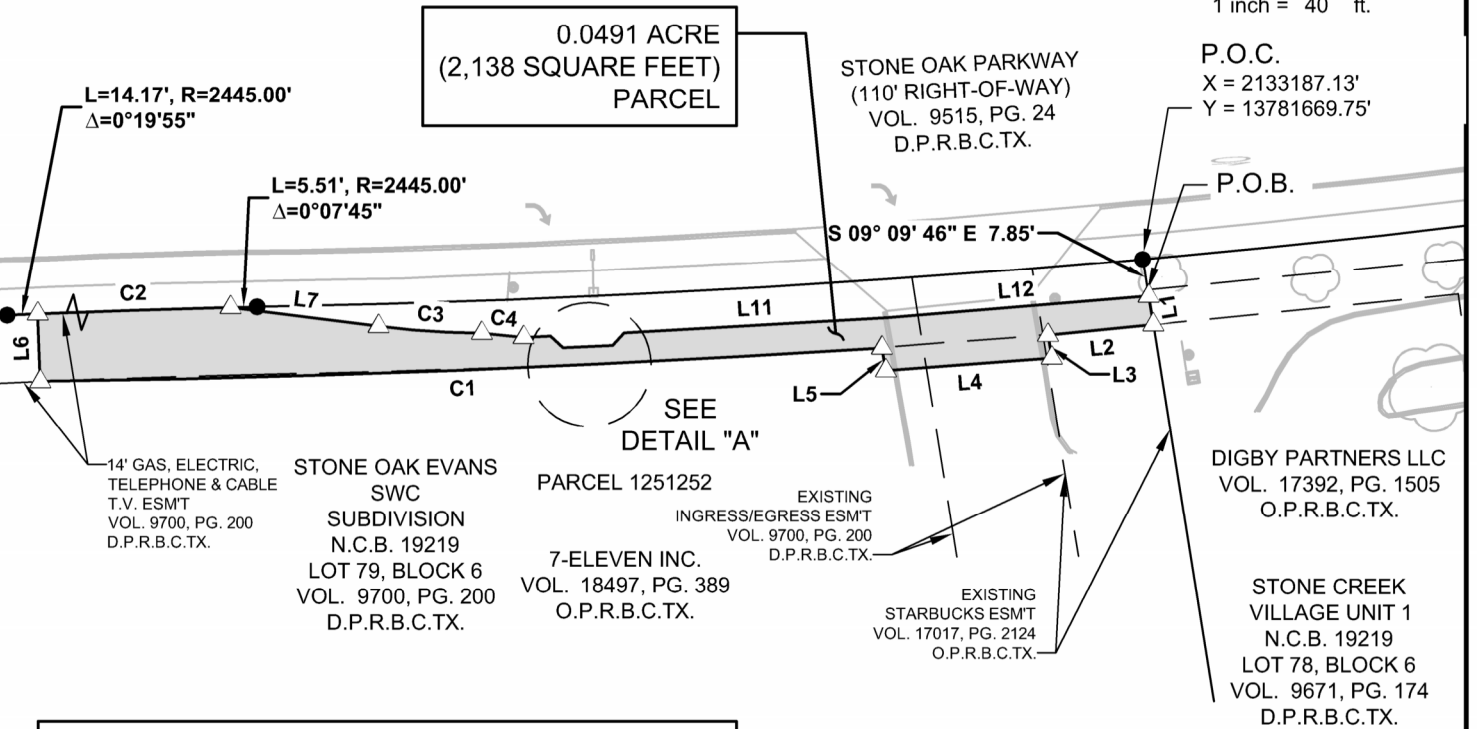 1 inch = 40 ft.
0.0491 ACRE
(2,138 SQUARE FEET)
PARCEL
STONE OAK PARKWAY
(110' RIGHT-OF-WAY)
VOL. 9515, PG. 24
D.P.R.B.C.TX.
P.O.C.
X = 2133187.13'
Y = 13781669.75'
P.O.B.
L=14.17', R=2445.00'
Δ=0°19'55"
L=5.51', R=2445.00'
Δ=0°07'45"
S 09° 09' 46" E 7.85'
C2
L7
C3
C4
L11
L12
L1
L6
C1
L5
L4
L3
L2
SEE
DETAIL "A"
14' GAS, ELECTRIC,
TELEPHONE & CABLE
T.V. ESM'T
VOL. 9700, PG. 200
D.P.R.B.C.TX.
STONE OAK EVANS
SWC
SUBDIVISION
N.C.B. 19219
LOT 79, BLOCK 6
VOL. 9700, PG. 200
D.P.R.B.C.TX.
PARCEL 1251252
7-ELEVEN INC.
VOL. 18497, PG. 389
O.P.R.B.C.TX.
EXISTING
INGRESS/EGRESS ESM'T
VOL. 9700, PG. 200
D.P.R.B.C.TX.
EXISTING
STARBUCKS ESM'T
VOL. 17017, PG. 2124
O.P.R.B.C.TX.
DIGBY PARTNERS LLC
VOL. 17392, PG. 1505
O.P.R.B.C.TX.
STONE CREEK
VILLAGE UNIT 1
N.C.B. 19219
LOT 78, BLOCK 6
VOL. 9671, PG. 174
D.P.R.B.C.TX.